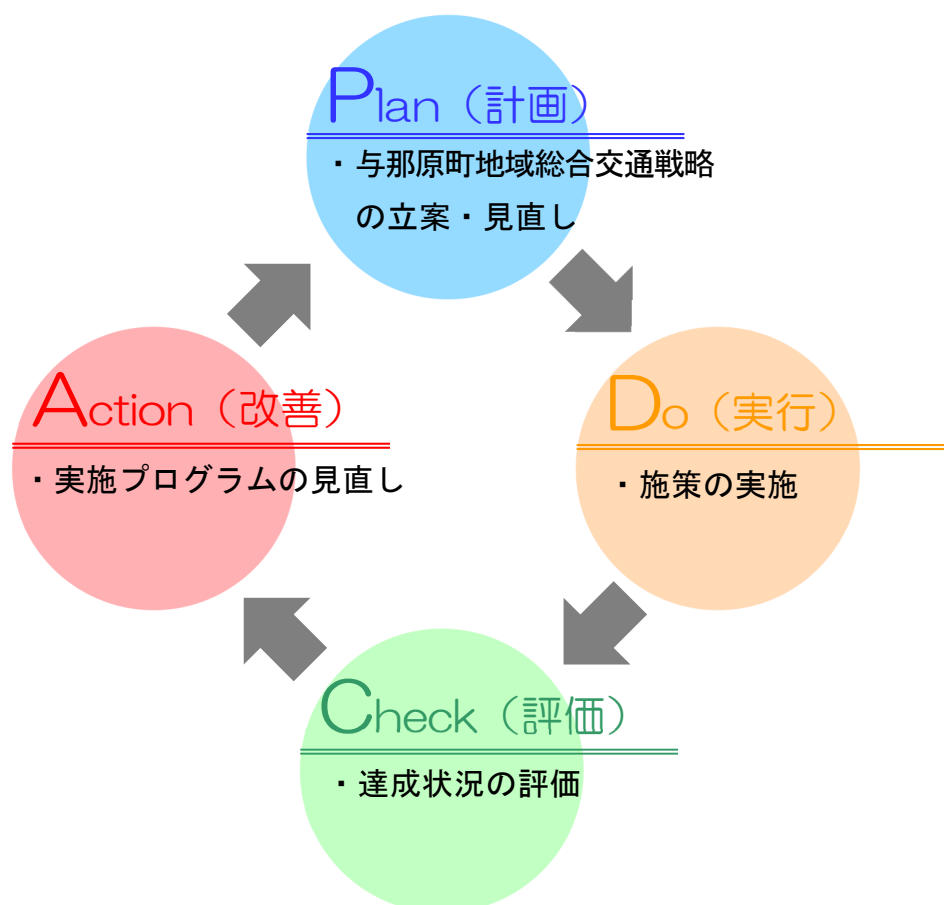 Plan（計画）
・与那原町地域総合交通戦略
の立案・見直し
Do（実行）
・施策の実施
Check（評価）
・達成状況の評価
Action（改善）
・実施プログラムの見直し